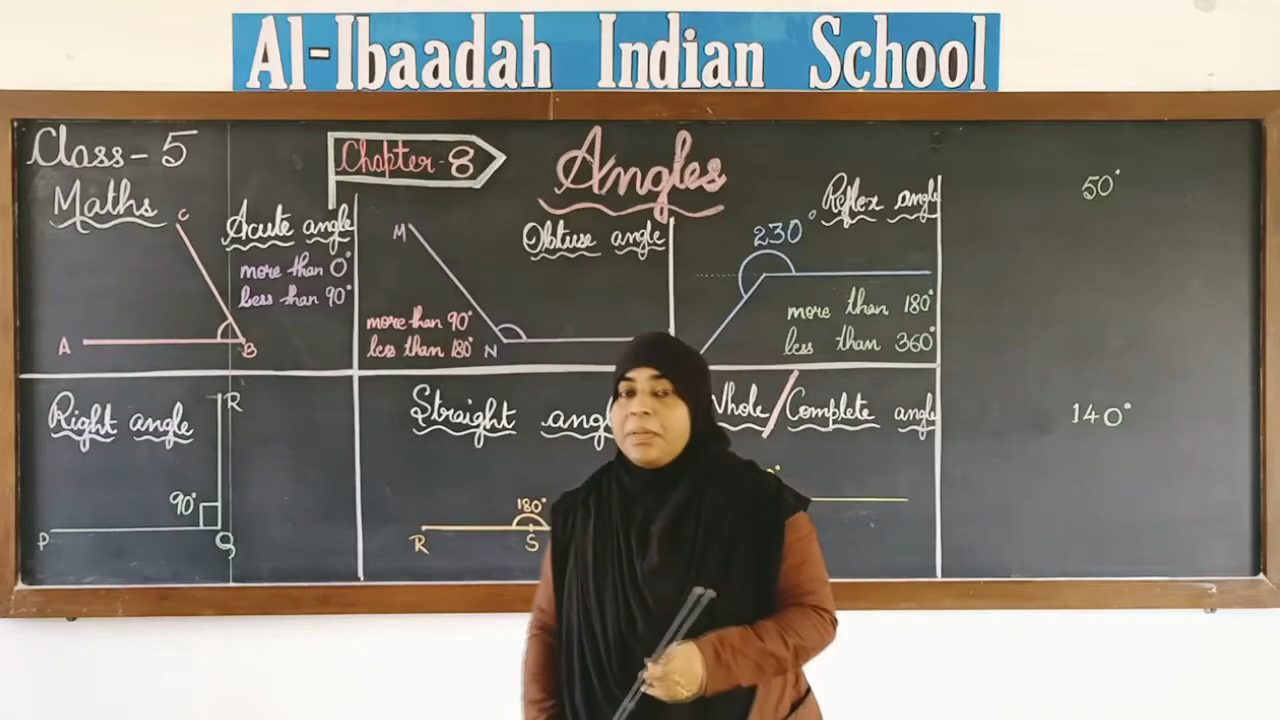 Al-Ibaadah Indian School
Class-5
Maths
Chapter-8
Angles
C
Acute angle
more than 0°
less than 90°
A
B
M
Obtuse angle
more than 90°
less than 180°
N
Reflex angle
230°
more than 180°
less than 360°
50°
Right angle
R
90°
P
Q
Straight
180°
R
S
Whole/Complete angle
140°